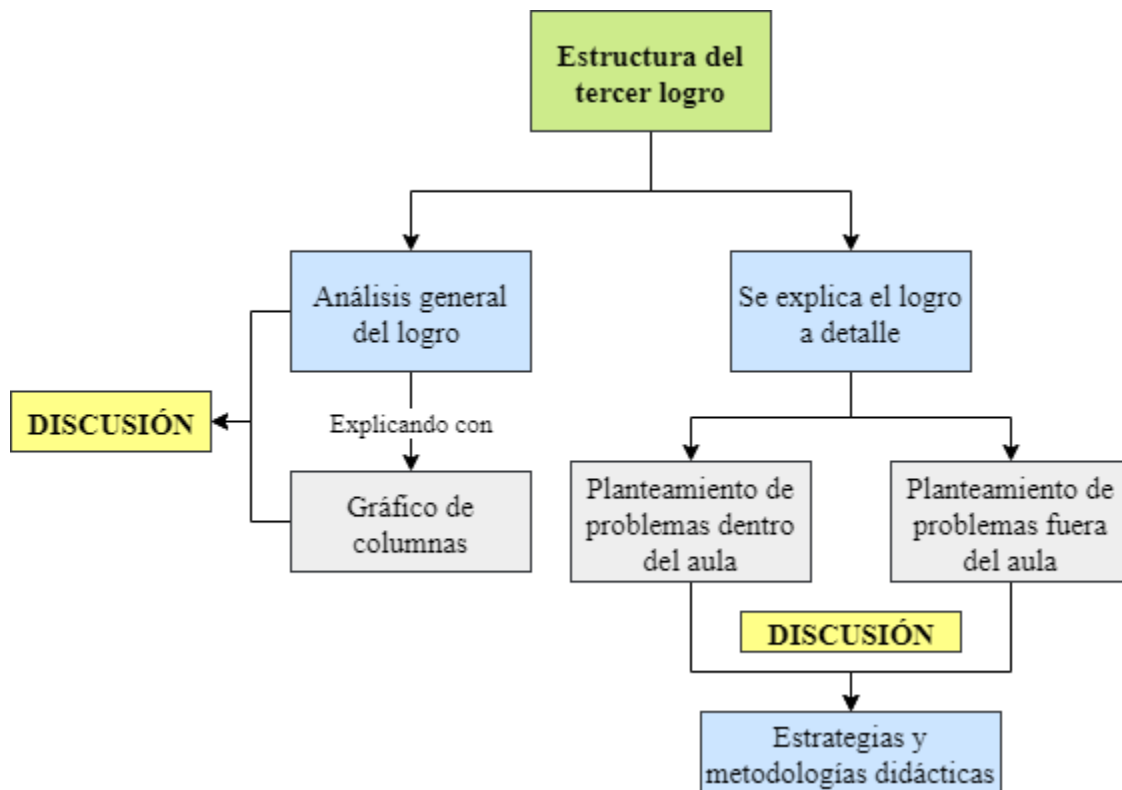 Estructura del
tercer logro
Análisis general
del logro
Se explica el logro
a detalle
DISCUSIÓN
Explicando con
Gráfico de
columnas
Planteamiento de
problemas dentro
del aula
Planteamiento de
problemas fuera
del aula
DISCUSIÓN
Estrategias y
metodologías didácticas